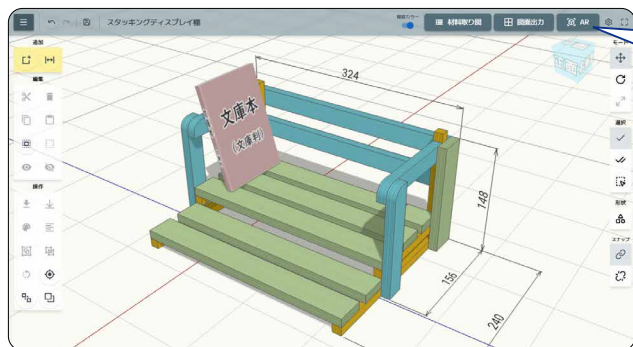 スタッキングディスプレイ棚
材料取り図
図面出力
AR
追加
モード
編集
選択
操作
形状
スナップ
324
文庫本
(文庫判)
148
156
240